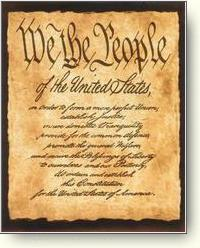 We the People
of the United States,
in Order to form a more perfect Union,
establish Justice,
insure domestic Tranquility,
provide for the common defence,
promote the general Welfare,
and secure the Blessings of Liberty
to ourselves and our Posterity,
do ordain and establish
this Constitution
for the United States of America.